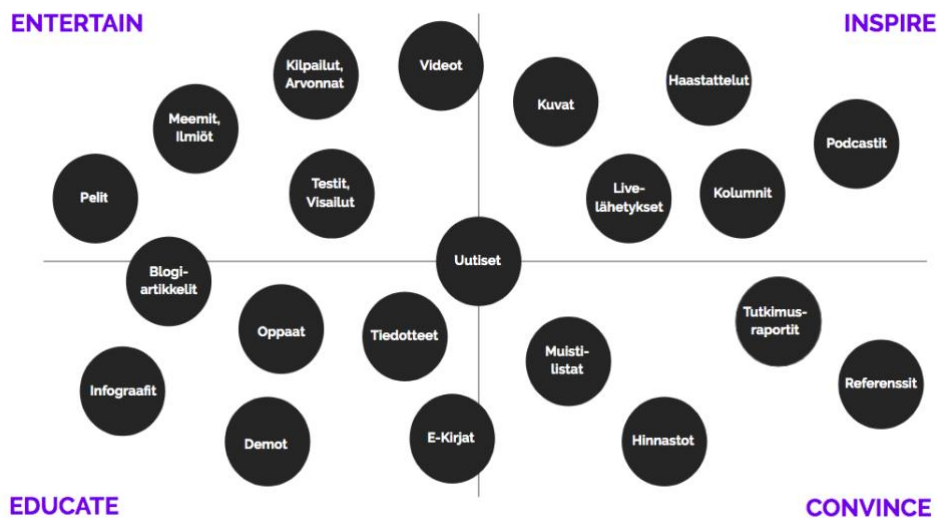 ENTERTAIN
INSPIRE
Kilpailut,
Arvonnat
Videot
Kuvat
Haastattelut
Meemit,
Ilmiöt
Podcastit
Pelit
Testit,
Visailut
Live-
lähetykset
Kolumnit
Uutiset
Blogi-
artikkelit
Oppaat
Tiedotteet
Tutkimus-
raportit
Muisti-
listat
Infograafit
Referenssit
Demot
E-Kirjat
Hinnastot
EDUCATE
CONVINCE